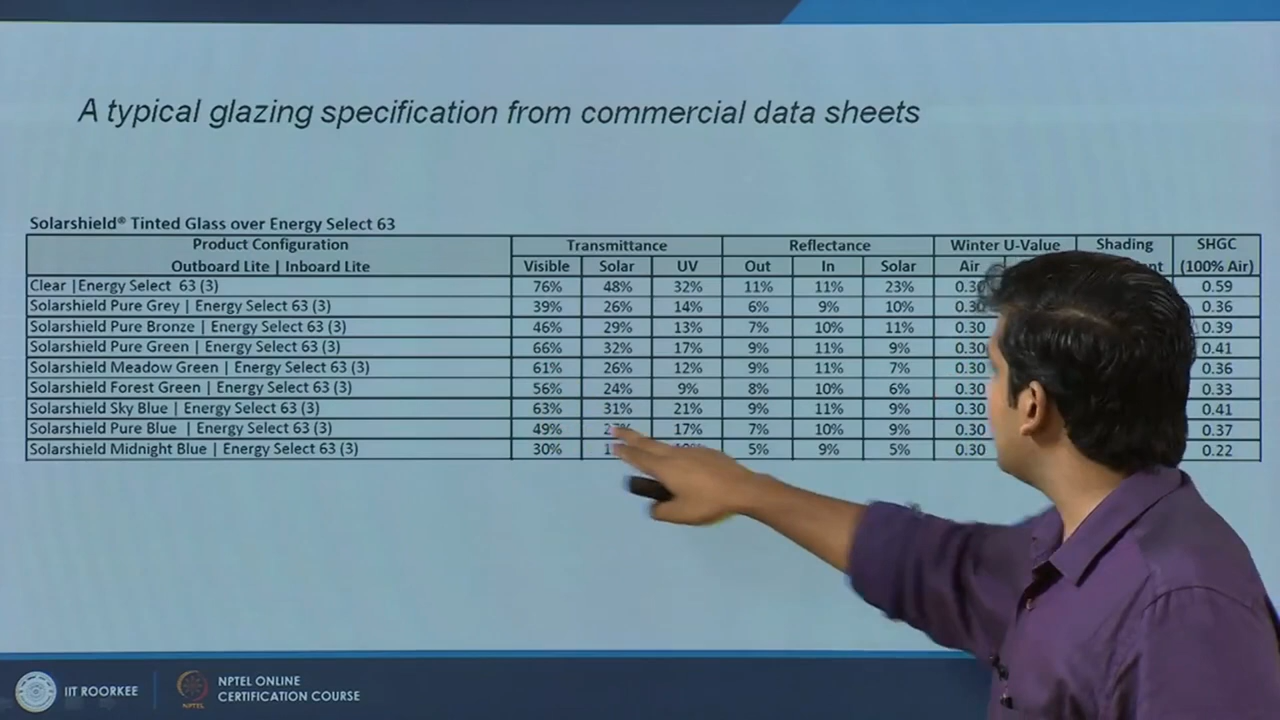 A typical glazing specification from commercial data sheets
Solarshield® Tinted Glass over Energy Select 63
Product Configuration Transmittance Reflectance Winter U-Value Shading SHGC
Outboard Lite | Inboard Lite Visible Solar UV Out In Solar Air (100% Air)
Clear |Energy Select 63 (3) 76% 48% 32% 11% 11% 23% 0.30 0.59
Solarshield Pure Grey | Energy Select 63 (3) 39% 26% 14% 6% 9% 10% 0.30 0.36
Solarshield Pure Bronze | Energy Select 63 (3) 46% 29% 13% 7% 10% 11% 0.30 0.39
Solarshield Pure Green | Energy Select 63 (3) 66% 32% 17% 9% 11% 9% 0.30 0.41
Solarshield Meadow Green | Energy Select 63 (3) 61% 26% 12% 9% 11% 7% 0.30 0.36
Solarshield Forest Green | Energy Select 63 (3) 56% 24% 9% 8% 10% 6% 0.30 0.33
Solarshield Sky Blue | Energy Select 63 (3) 63% 31% 21% 9% 11% 9% 0.30 0.41
Solarshield Pure Blue | Energy Select 63 (3) 49% 17% 7% 10% 9% 0.30 0.37
Solarshield Midnight Blue | Energy Select 63 (3) 30% 5% 9% 5% 0.30 0.22
IIT ROORKEE
NPTEL ONLINE
CERTIFICATION COURSE
NPTEL